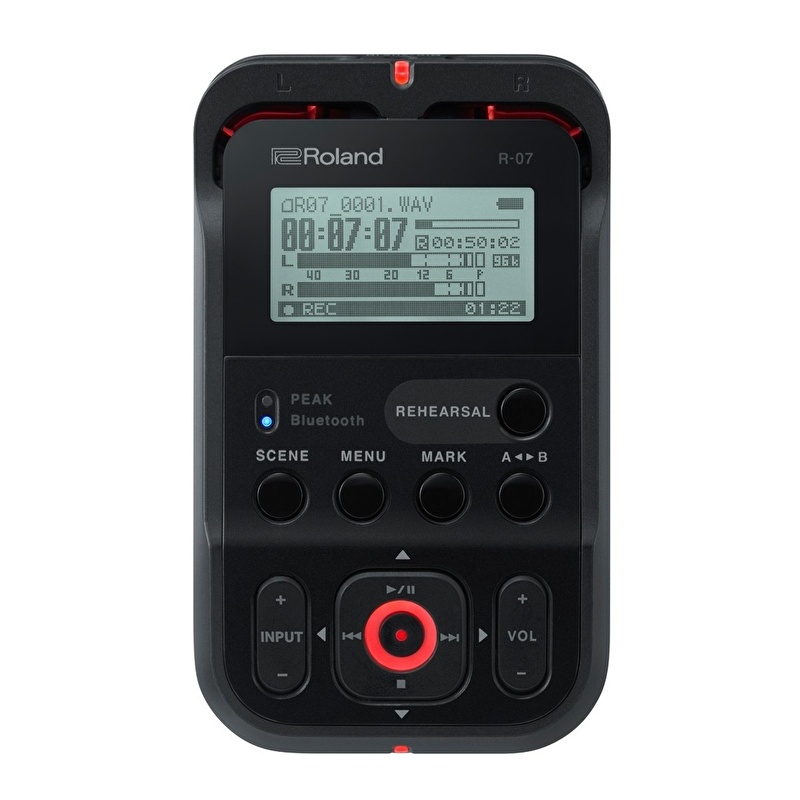 L R
Roland R-07
R07_0001.WAV
00:07:07
R 00:50:02
L 96k
40 30 20 12 6 P
R
REC 01:22
PEAK
Bluetooth
REHEARSAL
SCENE MENU MARK A◄►B
+ ►/II +
INPUT VOL
− −